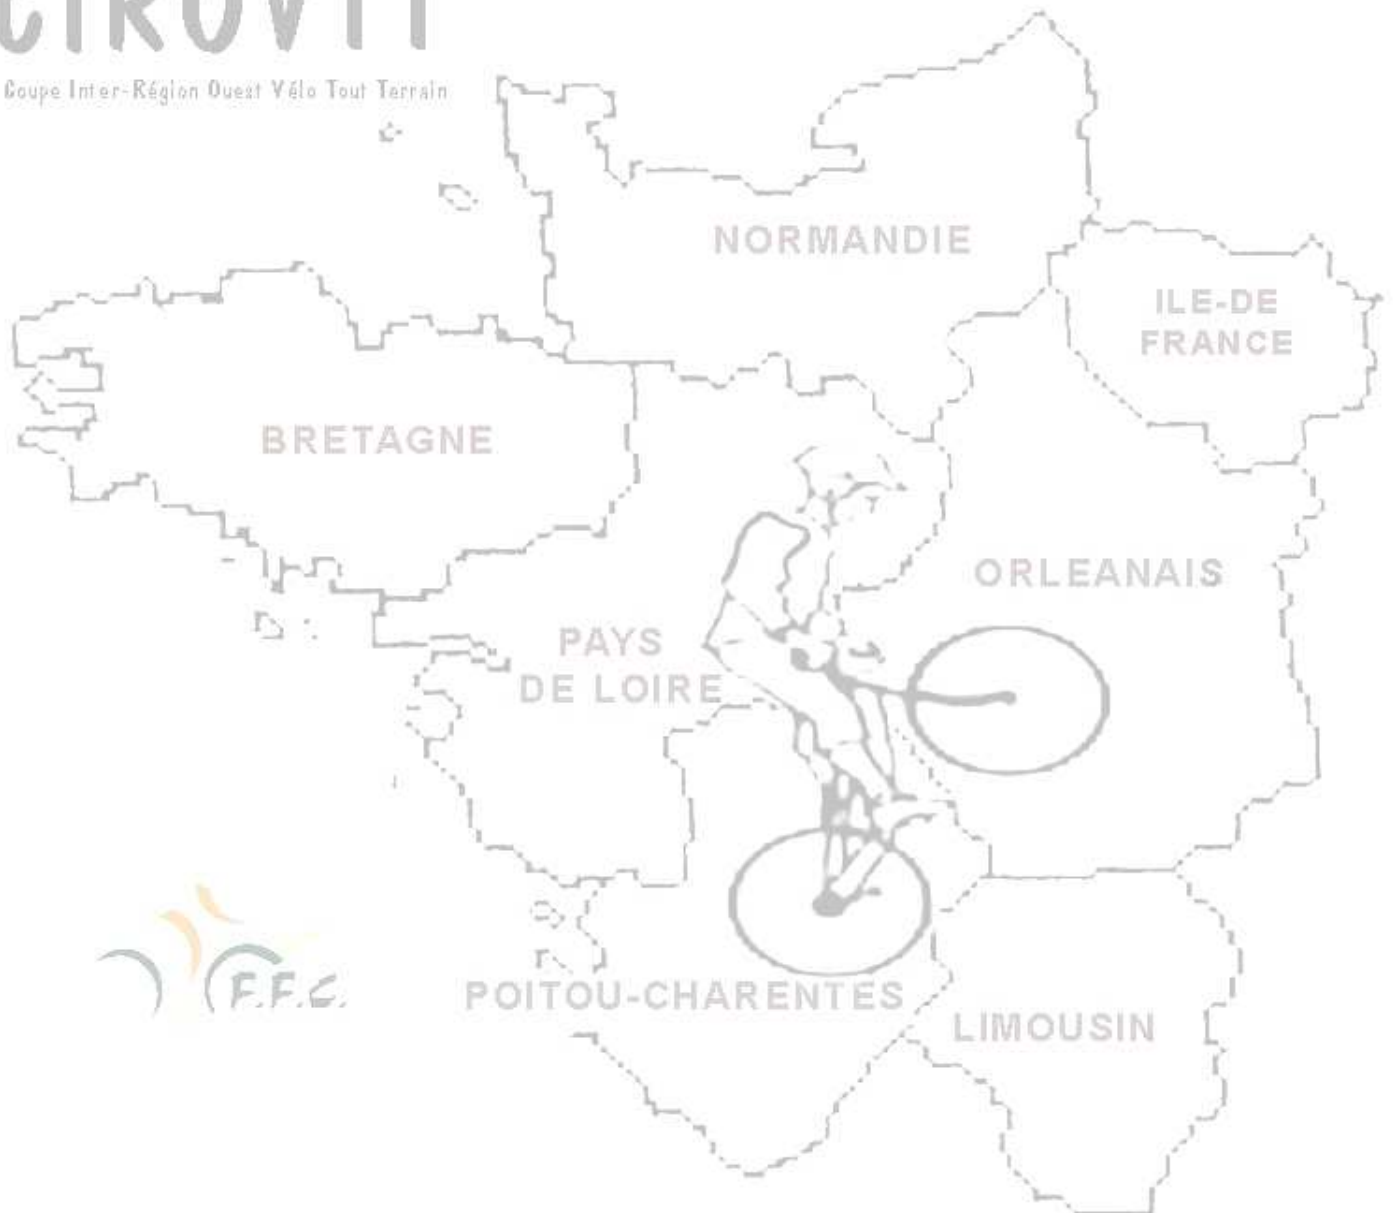 CIROVTT
Coupe Inter-Région Ouest Vélo Tout Terrain
NORMANDIE
ILE-DE
FRANCE
BRETAGNE
ORLEANAIS
PAYS
DE LOIRE
F.F.C.
POITOU-CHARENTES
LIMOUSIN